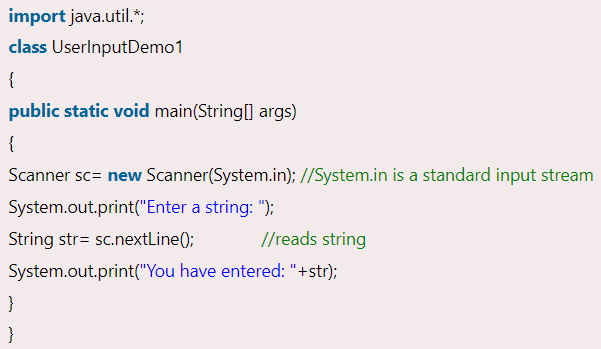 import java.util.*;
class UserInputDemo1
{
public static void main(String[] args)
{
Scanner sc= new Scanner(System.in); //System.in is a standard input stream
System.out.print("Enter a string: ");
String str= sc.nextLine(); //reads string
System.out.print("You have entered: "+str);
}
}